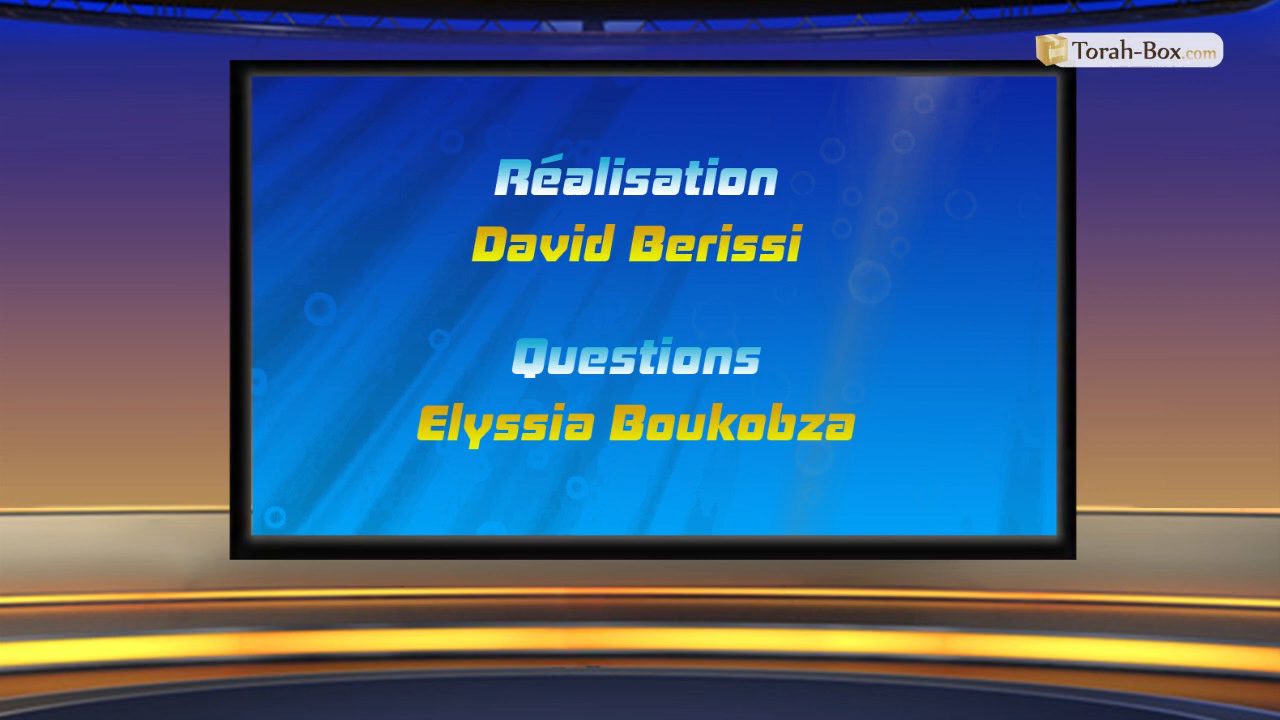 Torah-Box.com
Réalisation
David Berissi
Questions
Elyssia Boukobza